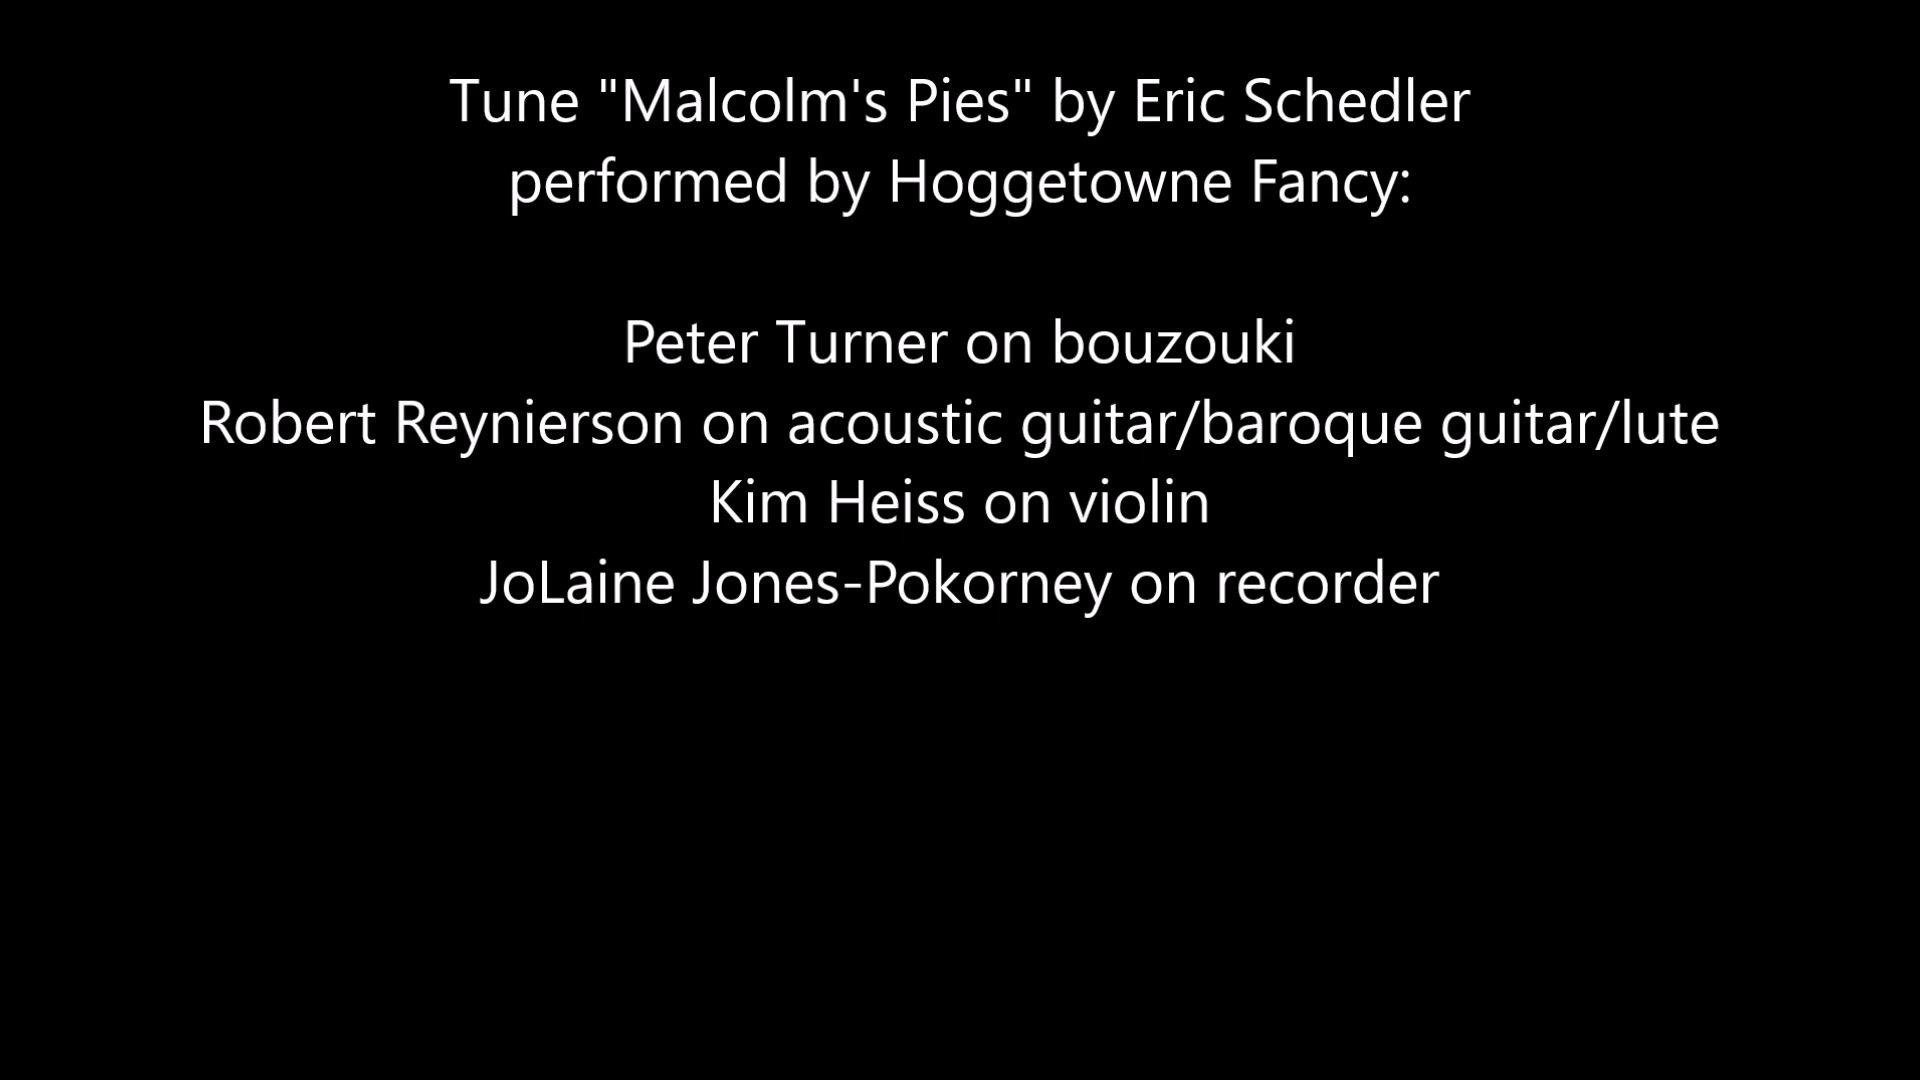 Tune "Malcolm's Pies" by Eric Schedler
performed by Hoggetowne Fancy:
Peter Turner on bouzouki
Robert Reynierson on acoustic guitar/baroque guitar/lute
Kim Heiss on violin
JoLaine Jones-Pokorney on recorder